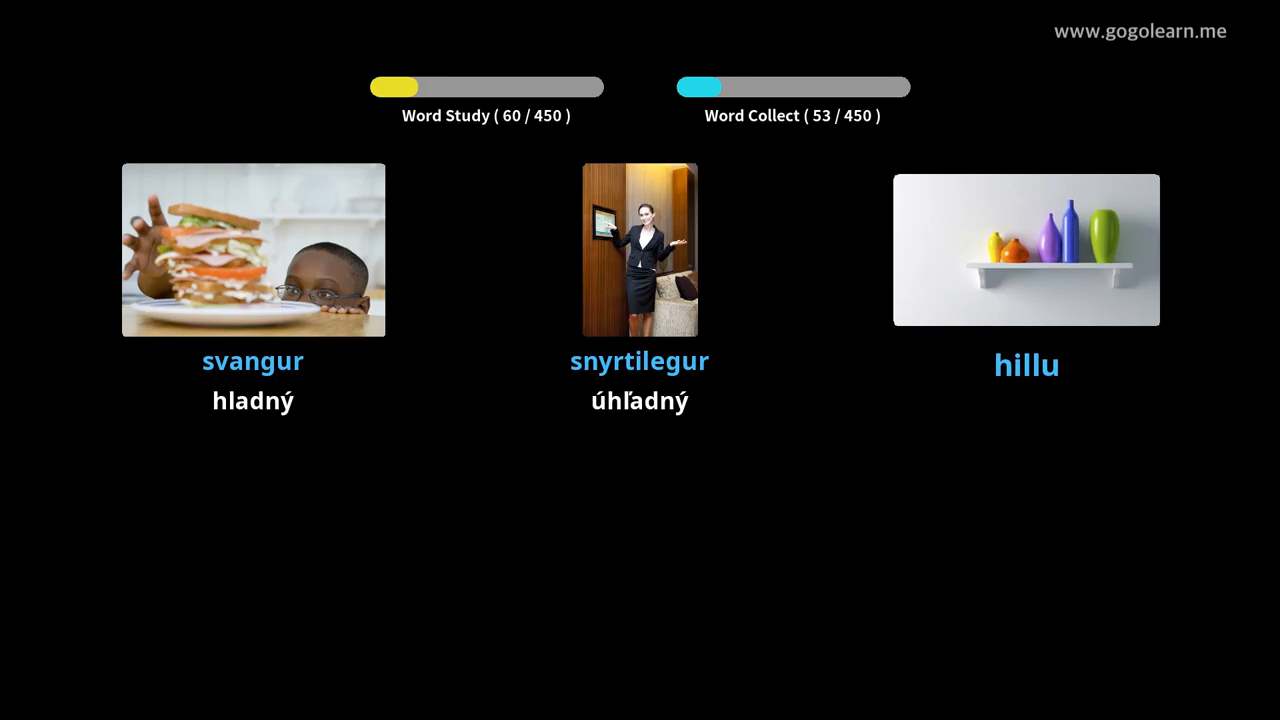 www.gogolearn.me
Word Study ( 60 / 450 )
Word Collect ( 53 / 450 )
svangur
hladný
snyrtilegur
úhľadný
hillu